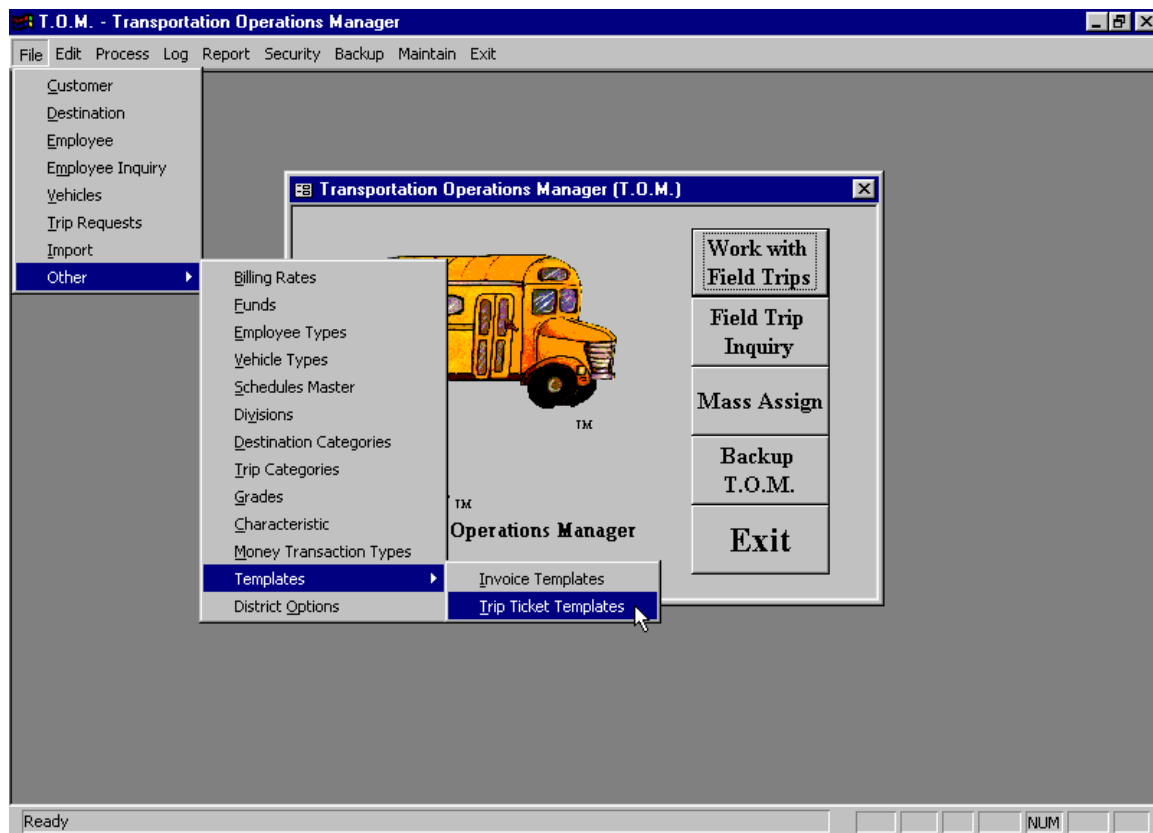 T.O.M. - Transportation Operations Manager
File Edit Process Log Report Security Backup Maintain Exit
Customer
Destination
Employee
Employee Inquiry
Vehicles
Trip Requests
Import
Other
Billing Rates
Funds
Employee Types
Vehicle Types
Schedules Master
Divisions
Destination Categories
Trip Categories
Grades
Characteristic
Money Transaction Types
Templates
District Options
Invoice Templates
Trip Ticket Templates
Transportation Operations Manager (T.O.M.)
TM
TM
Operations Manager
Work with
Field Trips
Field Trip
Inquiry
Mass Assign
Backup
T.O.M.
Exit
Ready
NUM